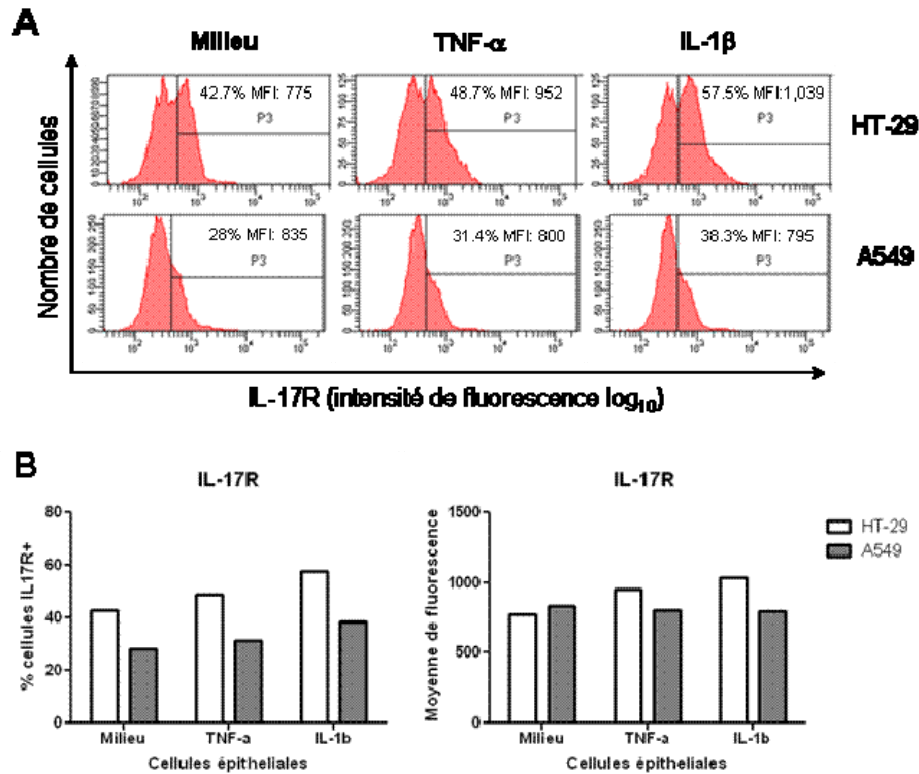 A
Milieu TNF-α IL-1β
42.7% MFI: 775
P3
48.7% MFI: 952
P3
57.5% MFI:1,039
P3
HT-29
28% MFI: 835
P3
31.4% MFI: 800
P3
38.3% MFI: 795
P3
A549
Nombre de cellules
IL-17R (intensité de fluorescence log₁₀)
B
IL-17R
% cellules IL17R+
80
60
40
20
0
Milieu TNF-a IL-1b
Cellules épitheliales
IL-17R
Moyenne de fluorescence
1500
1000
500
0
Milieu TNF-a IL-1b
Cellules épitheliales
HT-29
A549